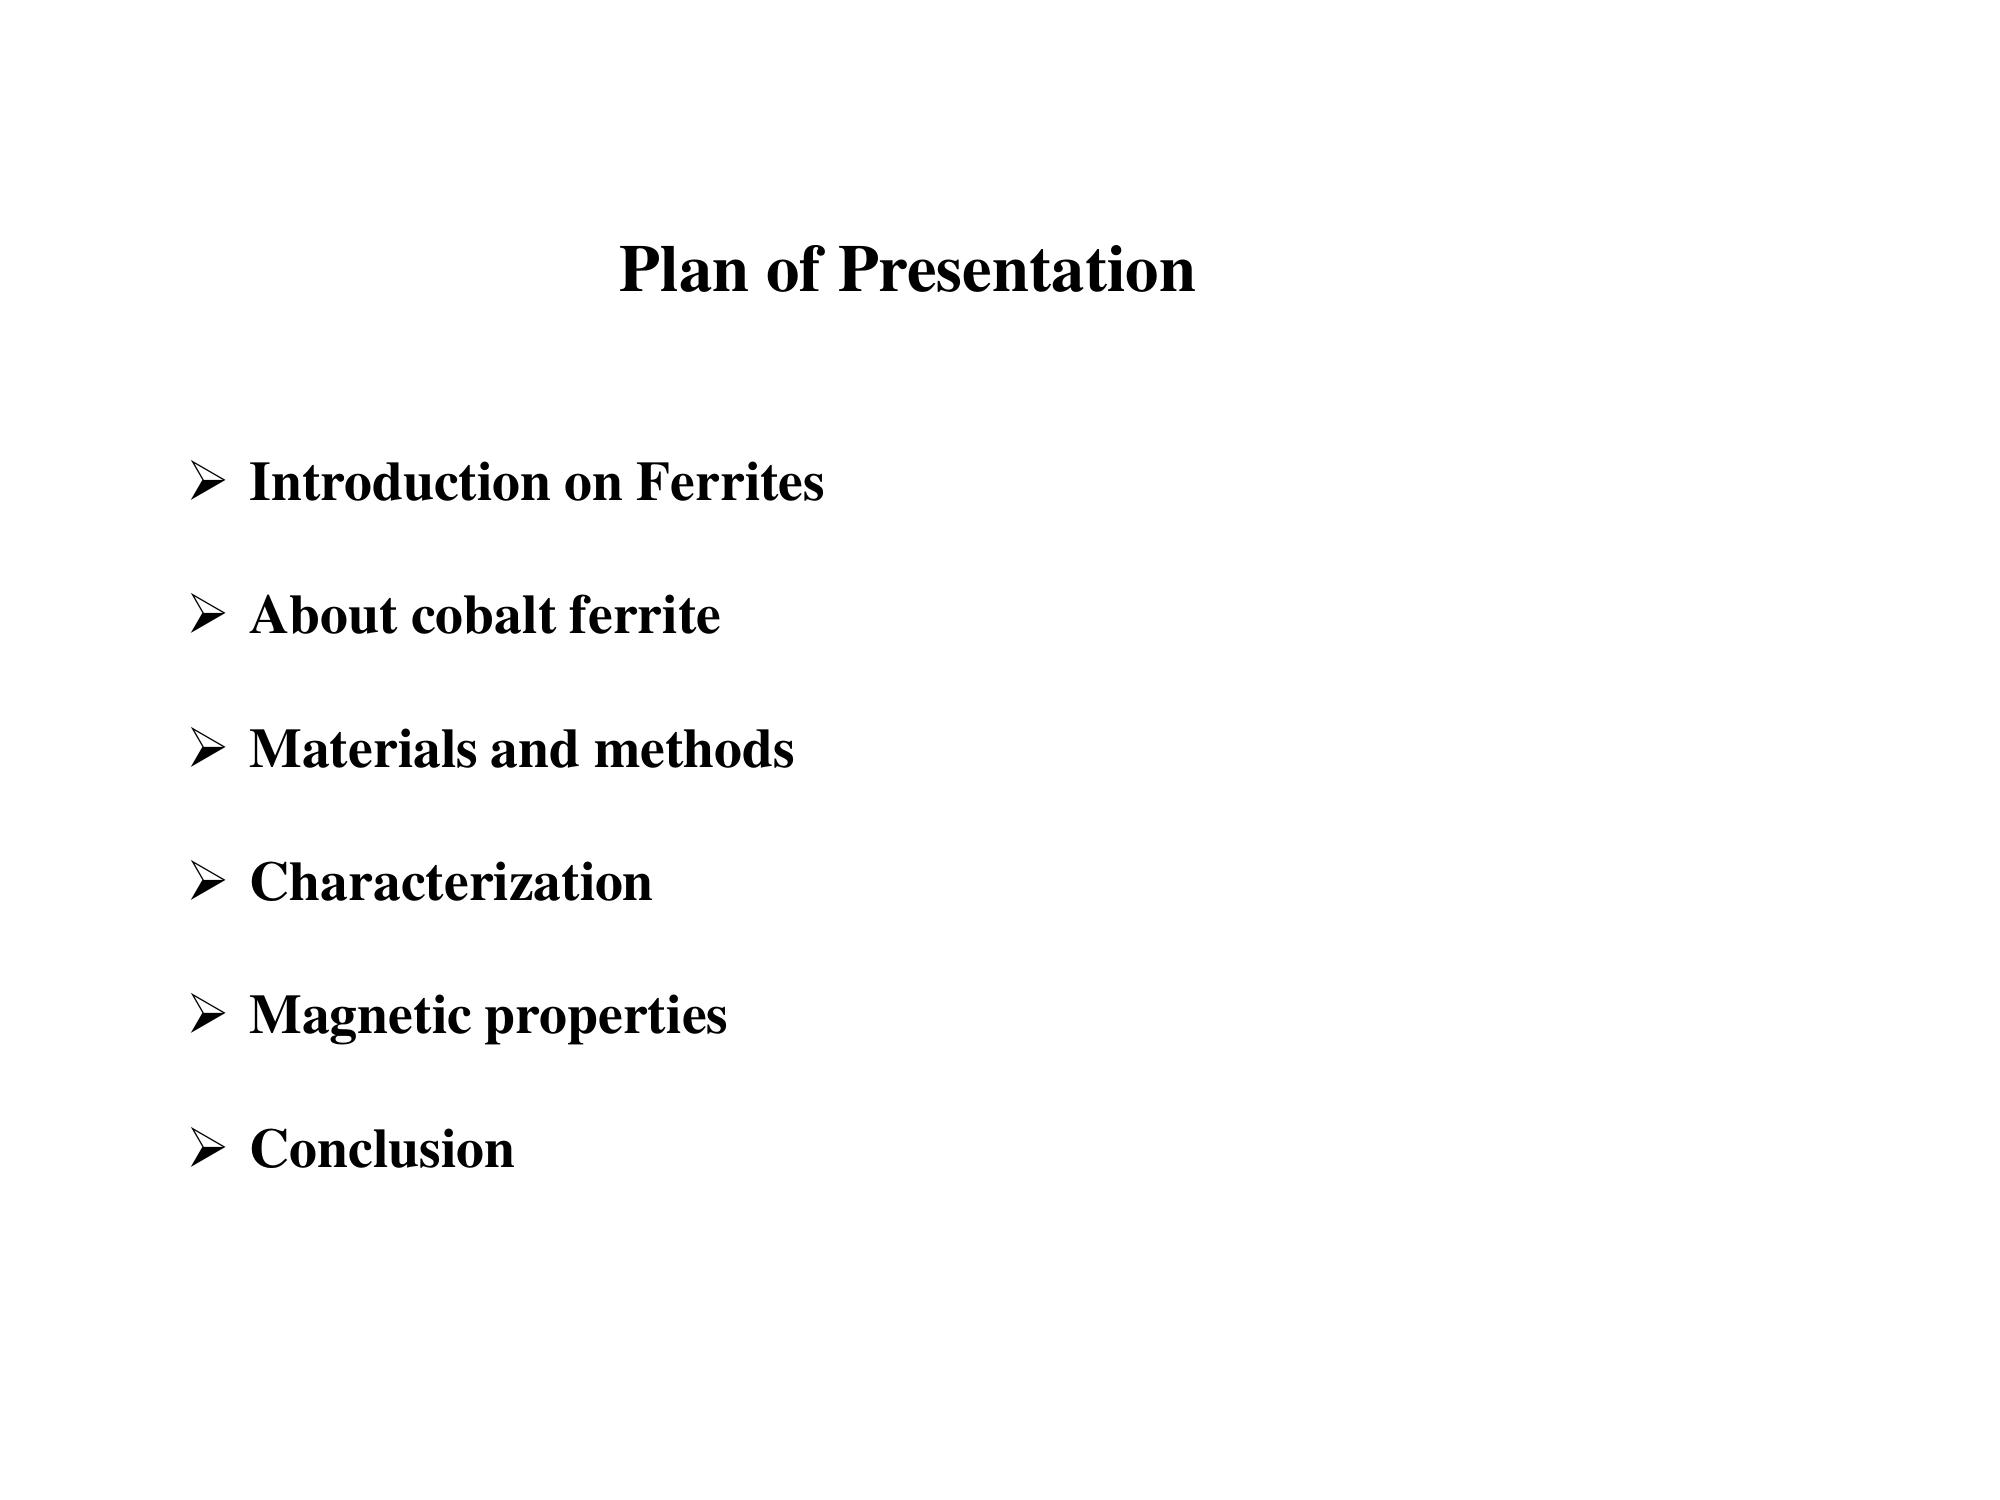 Plan of Presentation
➢ Introduction on Ferrites
➢ About cobalt ferrite
➢ Materials and methods
➢ Characterization
➢ Magnetic properties
➢ Conclusion